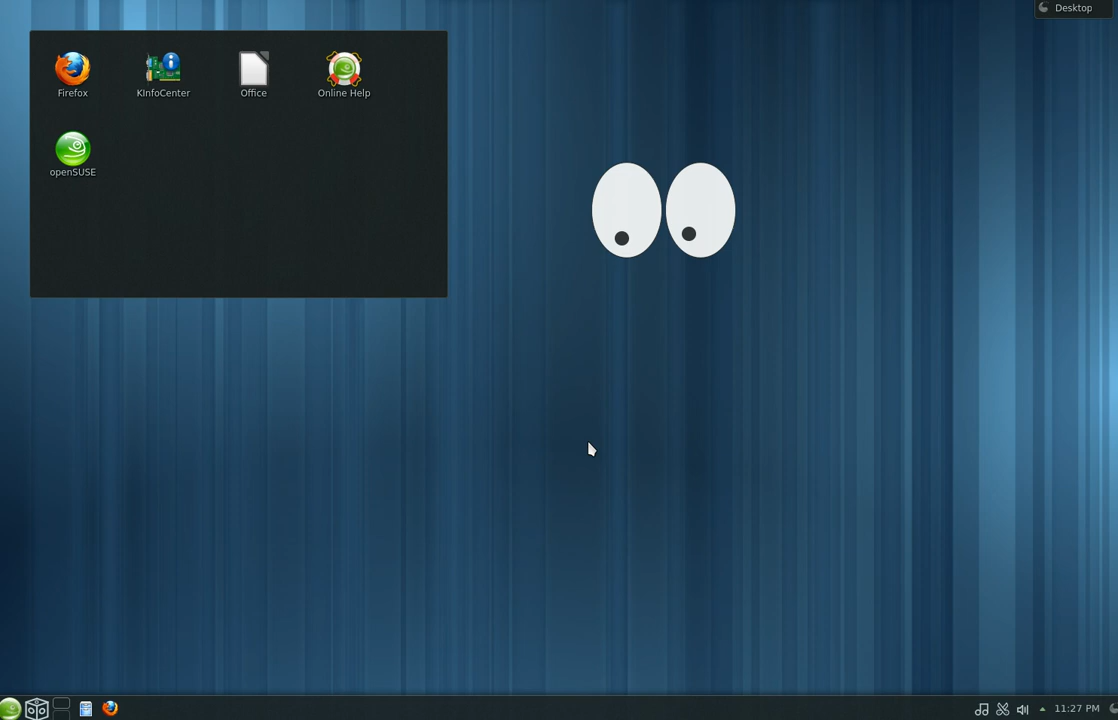 Desktop
Firefox
KInfoCenter
Office
Online Help
openSUSE
11:27 PM